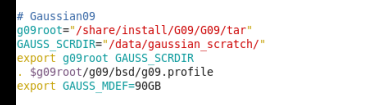 # Gaussian09
g09root="/share/install/G09/G09/tar"
GAUSS_SCRDIR="/data/gaussian_scratch/"
export g09root GAUSS_SCRDIR
. $g09root/g09/bsd/g09.profile
export GAUSS_MDEF=90GB